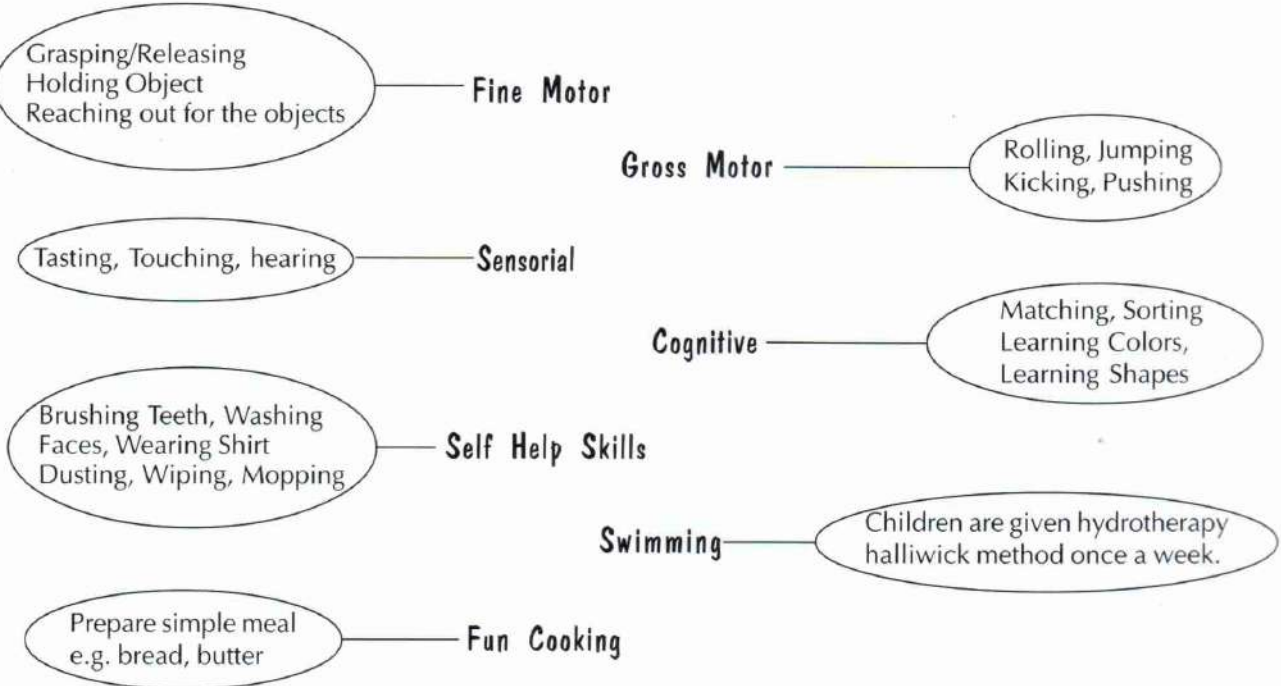 Grasping/Releasing
Holding Object
Reaching out for the objects
Fine Motor
Gross Motor
Rolling, Jumping
Kicking, Pushing
Tasting, Touching, hearing
Sensorial
Cognitive
Matching, Sorting
Learning Colors,
Learning Shapes
Brushing Teeth, Washing
Faces, Wearing Shirt
Dusting, Wiping, Mopping
Self Help Skills
Swimming
Children are given hydrotherapy
halliwick method once a week.
Prepare simple meal
e.g. bread, butter
Fun Cooking